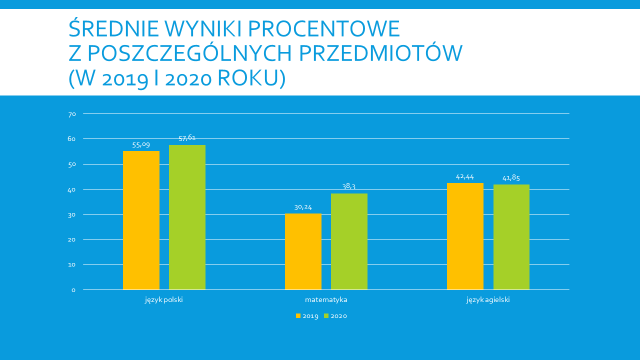 ŚREDNIE WYNIKI PROCENTOWE
Z POSZCZEGÓLNYCH PRZEDMIOTÓW
(W 2019 I 2020 ROKU)
70
60
50
40
30
20
10
0
55,09
57,61
30,24
38,3
42,44
41,85
język polski
matematyka
język agielski
2019
2020